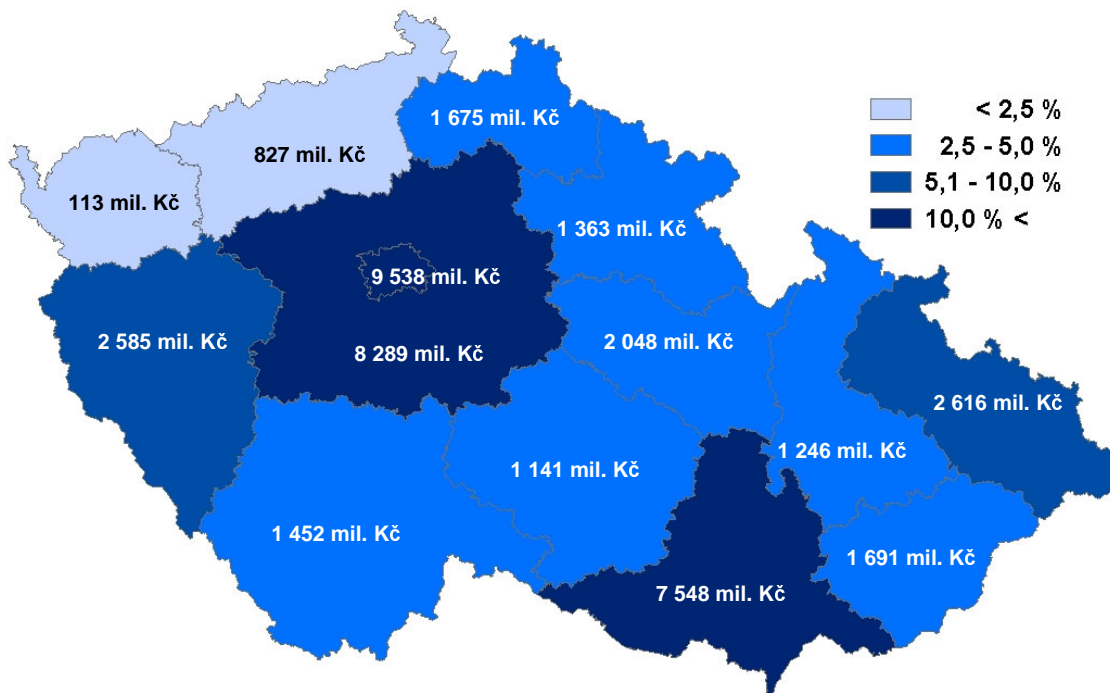 1 675 mil. Kč
827 mil. Kč
113 mil. Kč
1 363 mil. Kč
9 538 mil. Kč
2 585 mil. Kč
8 289 mil. Kč
2 048 mil. Kč
2 616 mil. Kč
1 246 mil. Kč
1 141 mil. Kč
1 452 mil. Kč
1 691 mil. Kč
7 548 mil. Kč
< 2,5 %
2,5 - 5,0 %
5,1 - 10,0 %
10,0 % <